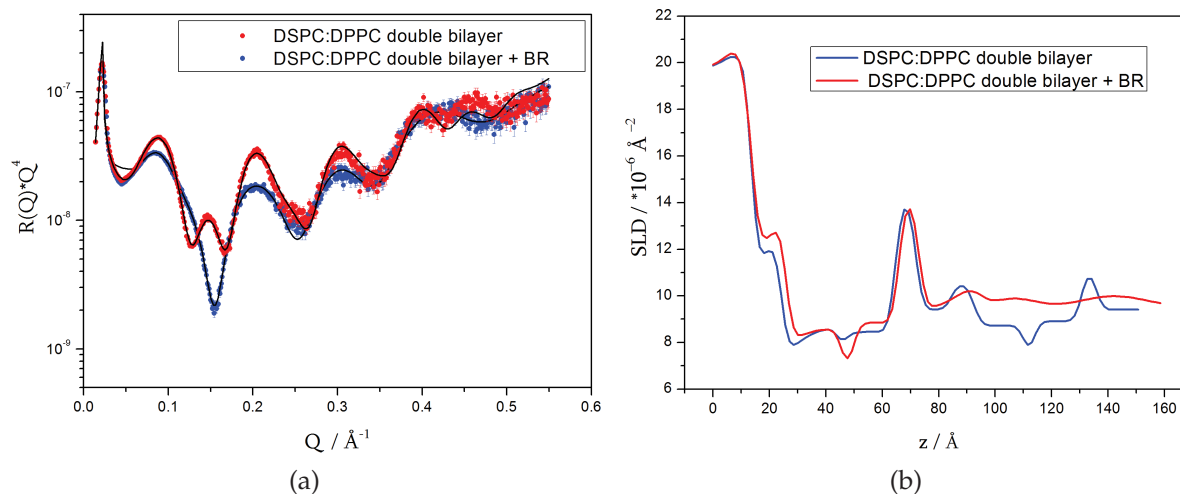 DSPC:DPPC double bilayer
DSPC:DPPC double bilayer + BR
10⁻⁷
10⁻⁸
10⁻⁹
R(Q)*Q⁴
0.0 0.1 0.2 0.3 0.4 0.5 0.6
Q / Å⁻¹
(a)
DSPC:DPPC double bilayer
DSPC:DPPC double bilayer + BR
22
20
18
16
14
12
10
8
6
SLD / *10⁻⁶ Å⁻²
0 20 40 60 80 100 120 140 160
z / Å
(b)